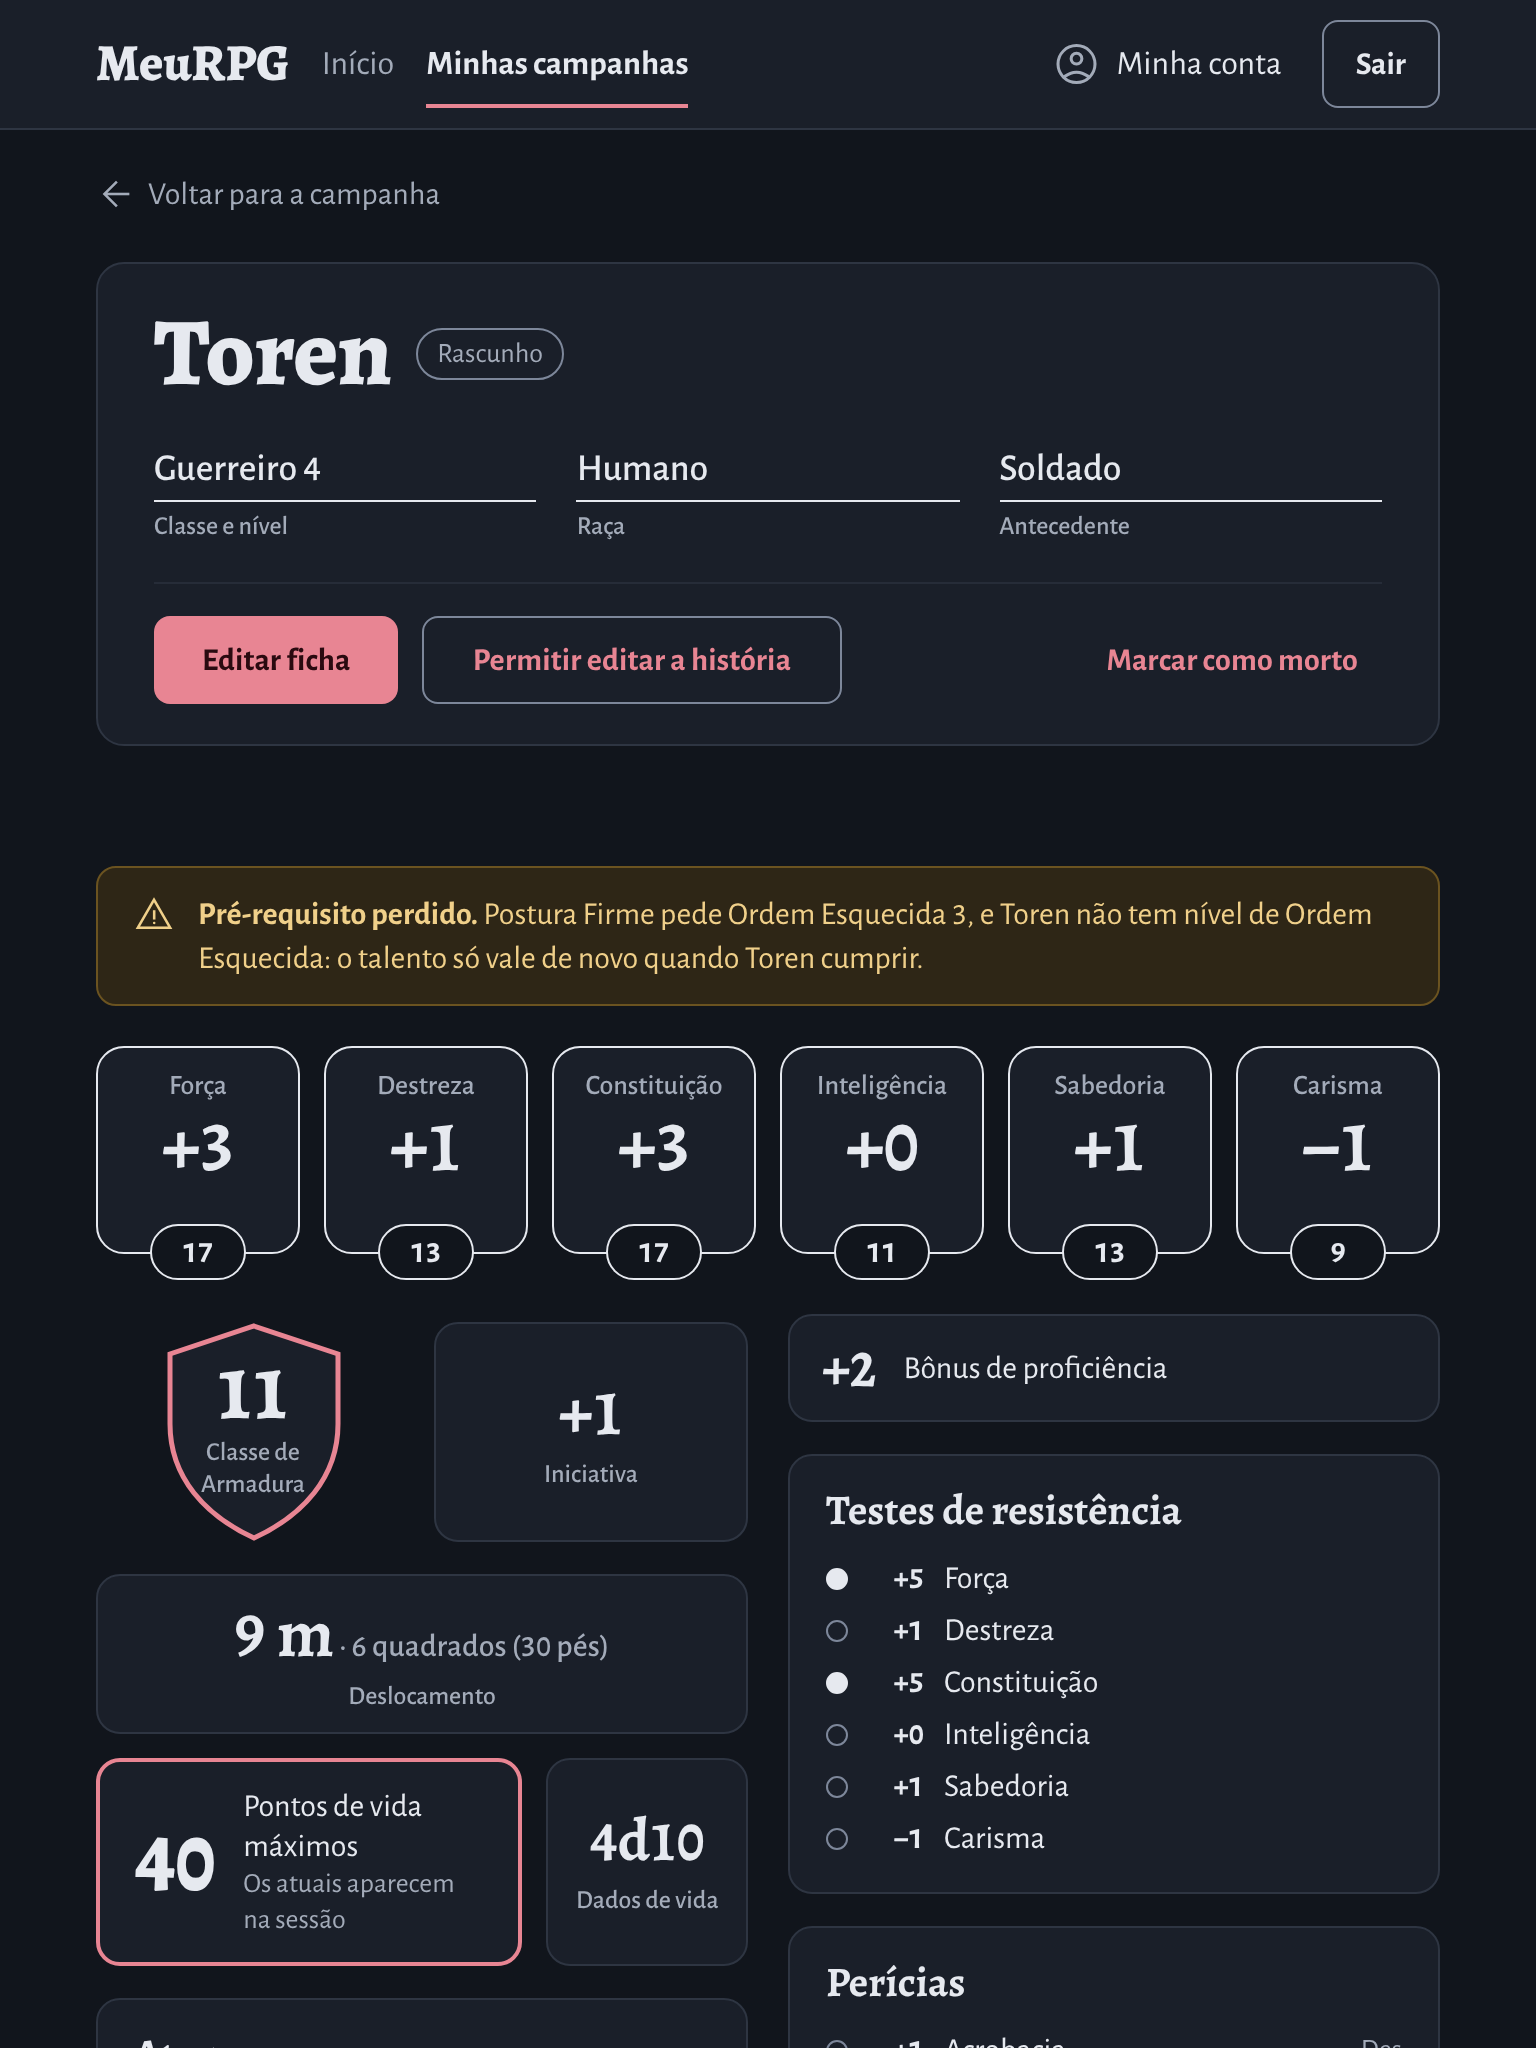 MeuRPG Início Minhas campanhas Minha conta Sair
Voltar para a campanha
Toren Rascunho
Guerreiro 4 Humano Soldado
Classe e nível Raça Antecedente
Editar ficha Permitir editar a história Marcar como morto
Pré-requisito perdido. Postura Firme pede Ordem Esquecida 3, e Toren não tem nível de Ordem
Esquecida: o talento só vale de novo quando Toren cumprir.
Força Destreza Constituição Inteligência Sabedoria Carisma
+3 +1 +3 +0 +1 −1
17 13 17 11 13 9
11
Classe de
Armadura
+1
Iniciativa
9 m · 6 quadrados (30 pés)
Deslocamento
40
Pontos de vida
máximos
Os atuais aparecem
na sessão
4d10
Dados de vida
+2 Bônus de proficiência
Testes de resistência
+5 Força
+1 Destreza
+5 Constituição
+0 Inteligência
+1 Sabedoria
−1 Carisma
Perícias
+1 Acrobacia Des